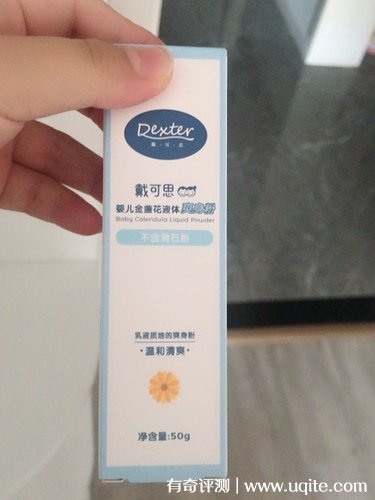 Dexter
戴·可·思
戴可思
婴儿金盏花液体爽身粉
Baby Calendula Liquid Powder
不含滑石粉
乳液质地的爽身粉
·温和清爽·
净含量:50g
有奇评测 | www.uqite.com